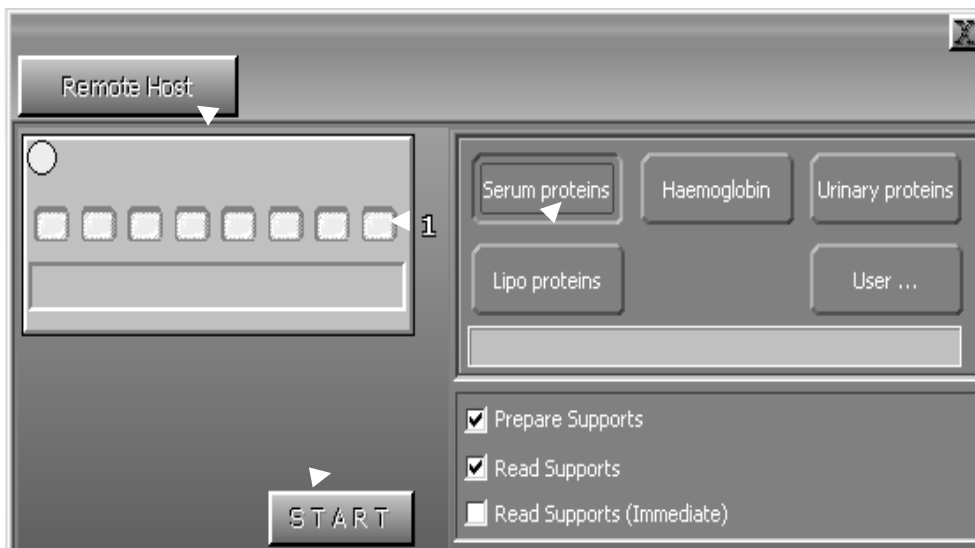 X
Remote Host
1
Serum proteins Haemoglobin Urinary proteins
Lipo proteins User ...
Prepare Supports
Read Supports
Read Supports (Immediate)
START